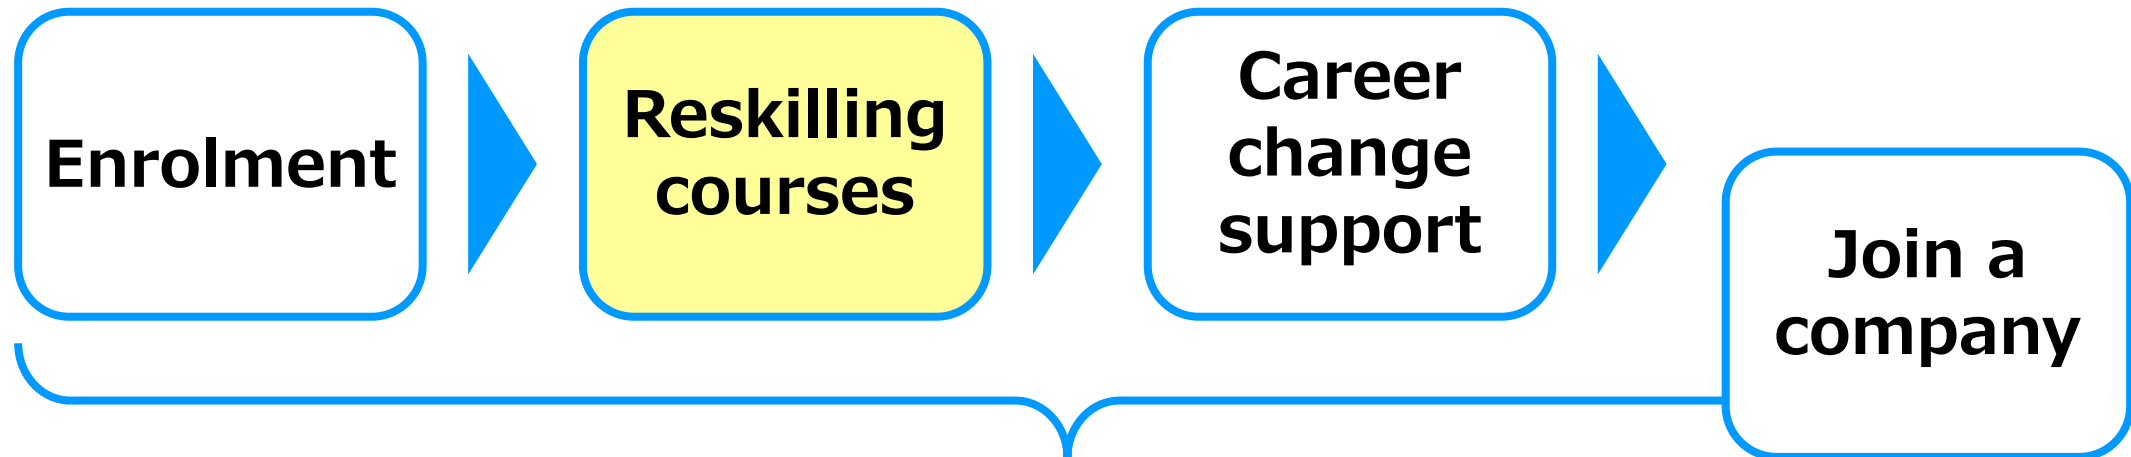 Enrolment
Reskilling
courses
Career
change
support
Join a
company